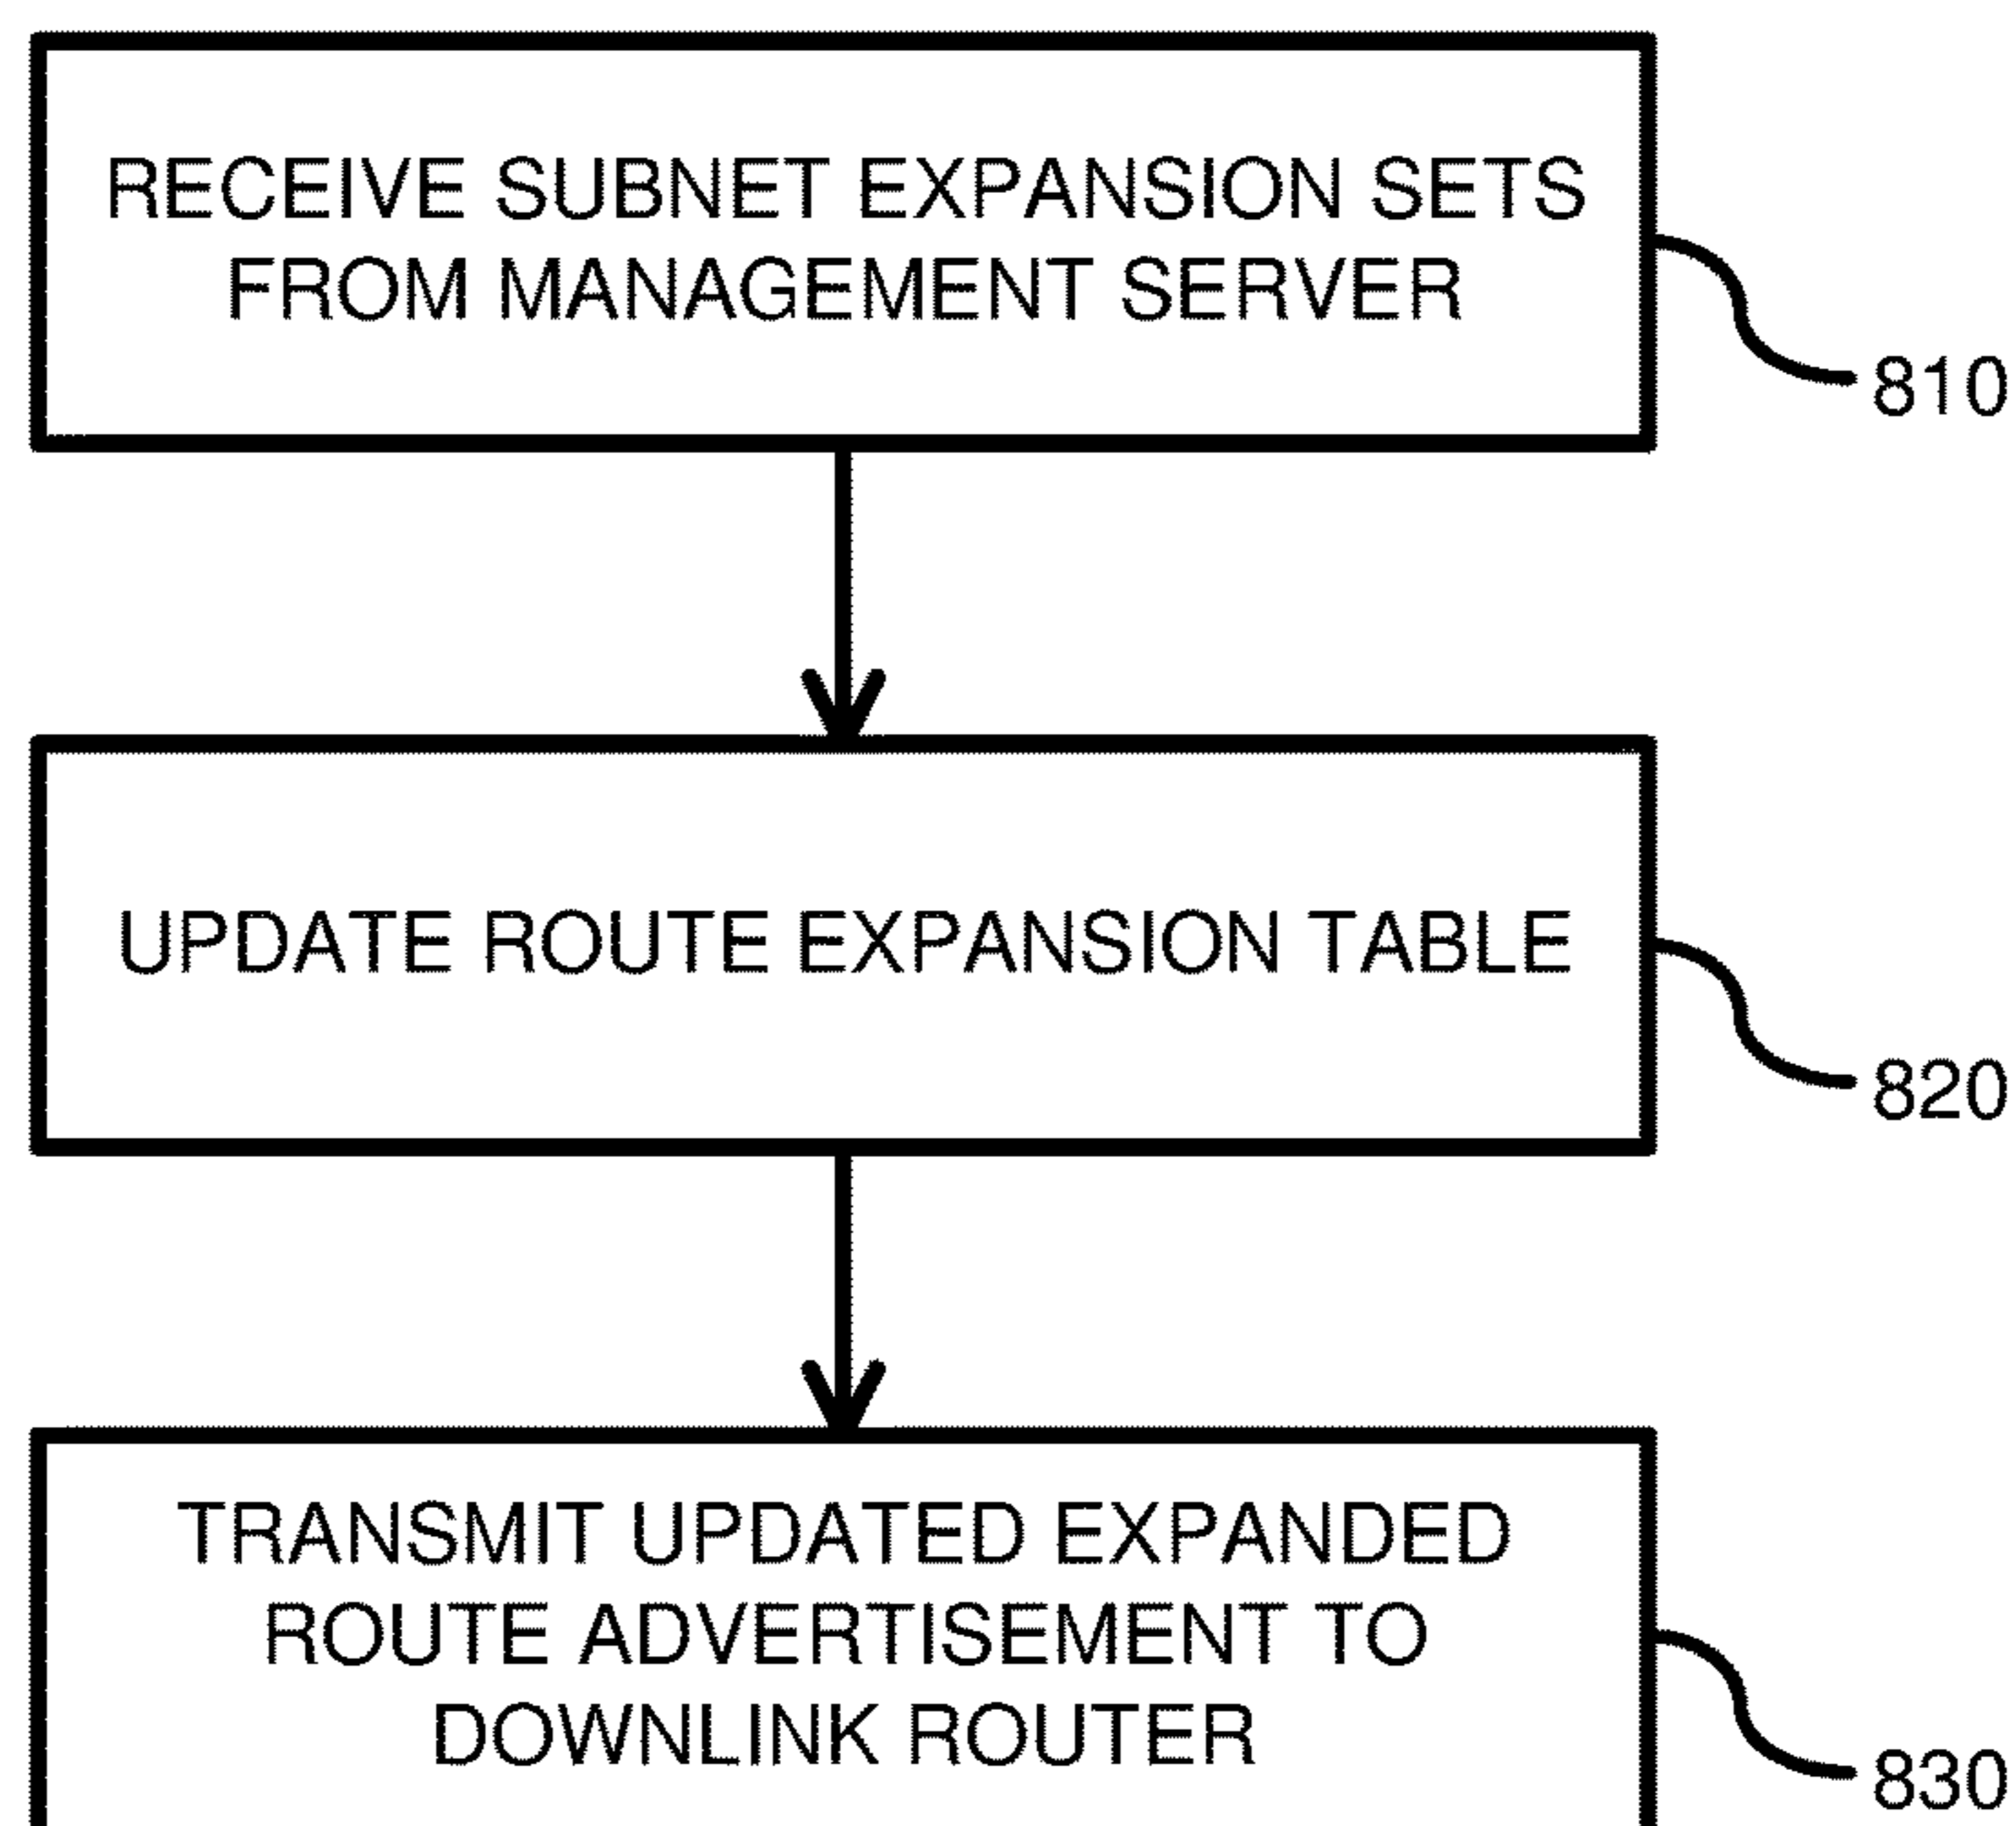 RECEIVE SUBNET EXPANSION SETS
FROM MANAGEMENT SERVER
810
UPDATE ROUTE EXPANSION TABLE
820
TRANSMIT UPDATED EXPANDED
ROUTE ADVERTISEMENT TO
DOWNLINK ROUTER
830